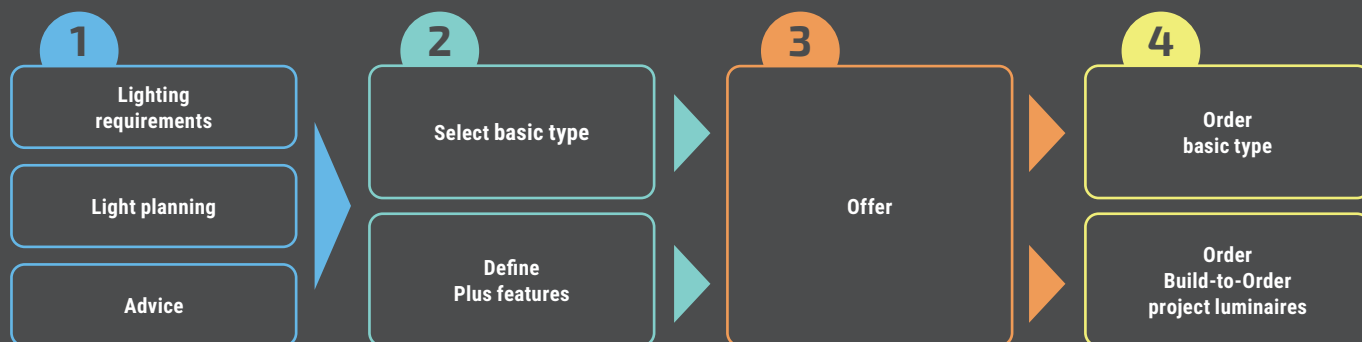 1
Lighting
requirements
Light planning
Advice
2
Select basic type
Define
Plus features
3
Offer
4
Order
basic type
Order
Build-to-Order
project luminaires